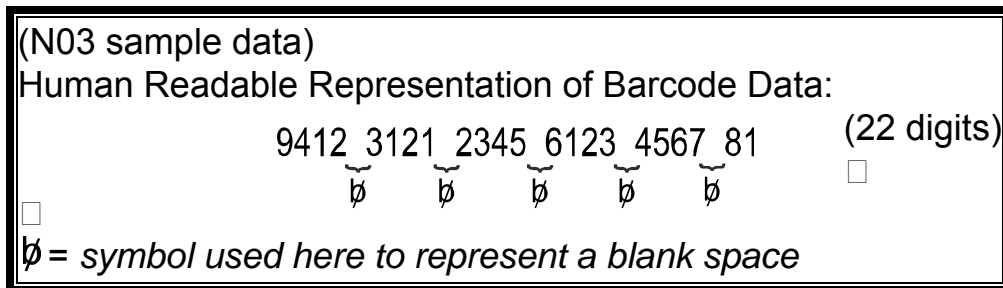 (N03 sample data)
Human Readable Representation of Barcode Data:
(22 digits)
9412 3121 2345 6123 4567 81
b̸ b̸ b̸ b̸ b̸
b̸ = symbol used here to represent a blank space